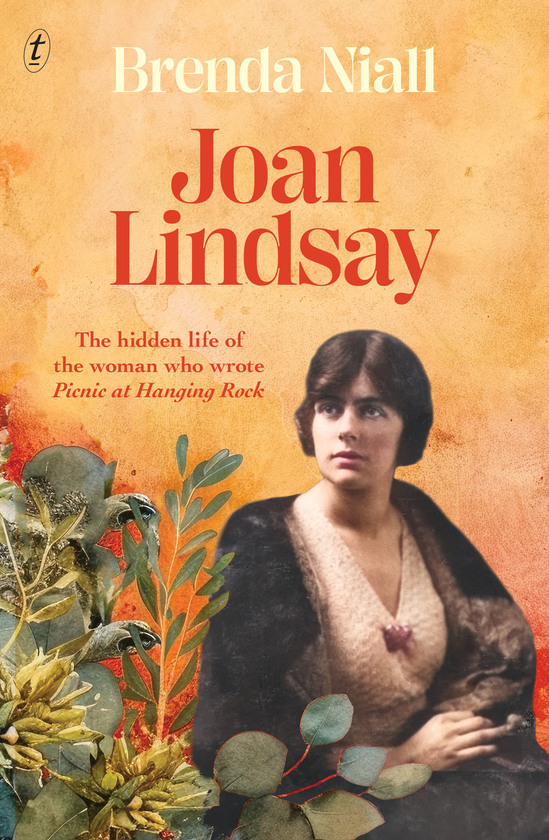 t
Brenda Niall
Joan
Lindsay
The hidden life of
the woman who wrote
Picnic at Hanging Rock